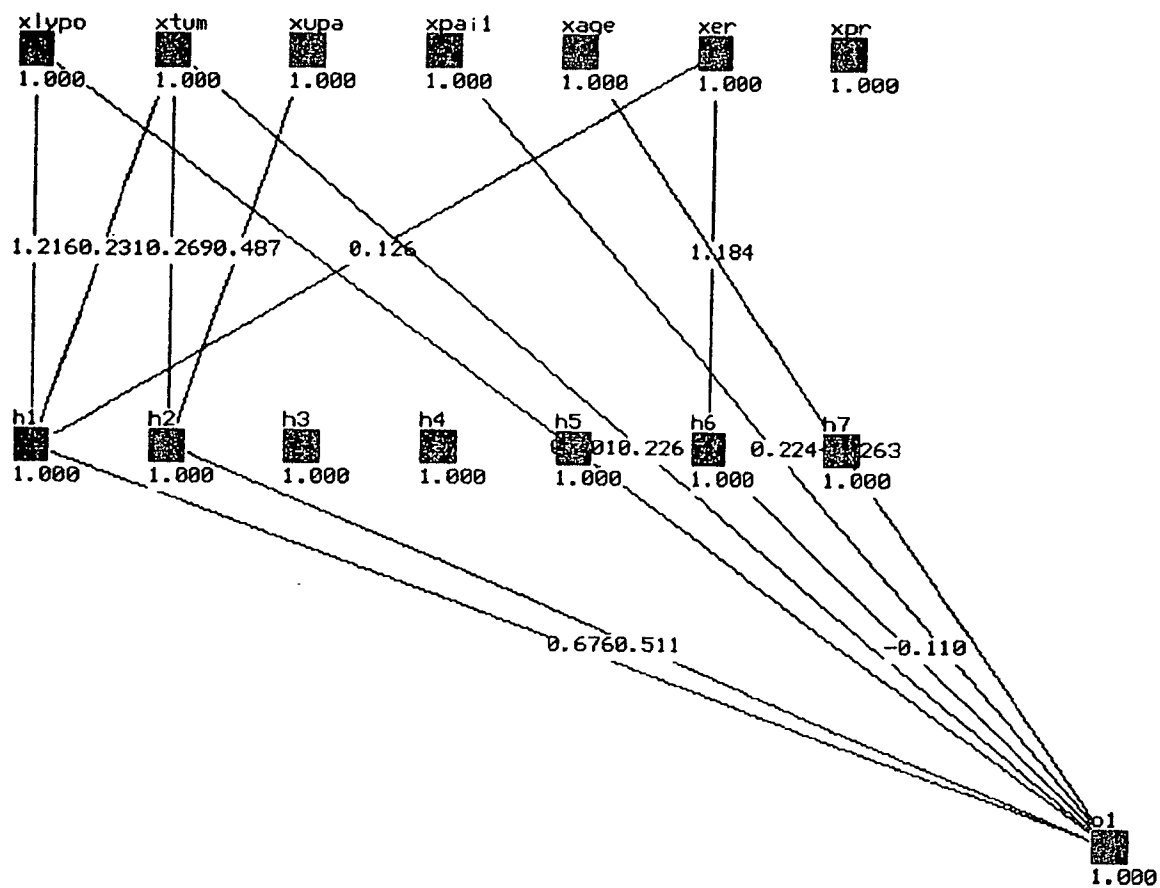 xlypo xtum xupa xpai1 xage xer xpr
1.000 1.000 1.000 1.000 1.000 1.000 1.000
1.2160.2310.2690.487 0.126 1.184
h1 h2 h3 h4 h5 h6 h7
010.226 0.224 263
1.000 1.000 1.000 1.000 1.000 1.000 1.000
0.6760.511 -0.110
o1
1.000